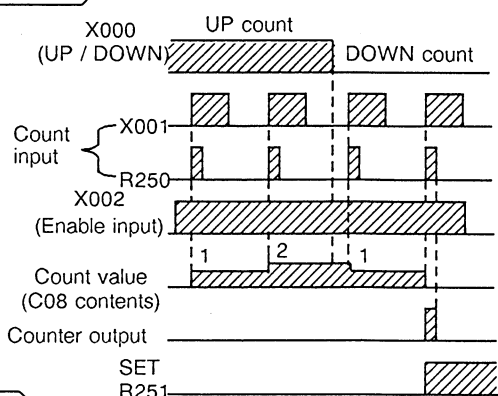 X000
UP count
(UP / DOWN)
DOWN count
Count
input
X001
R250
X002
(Enable input)
1
2
1
Count value
(C08 contents)
Counter output
SET
R251